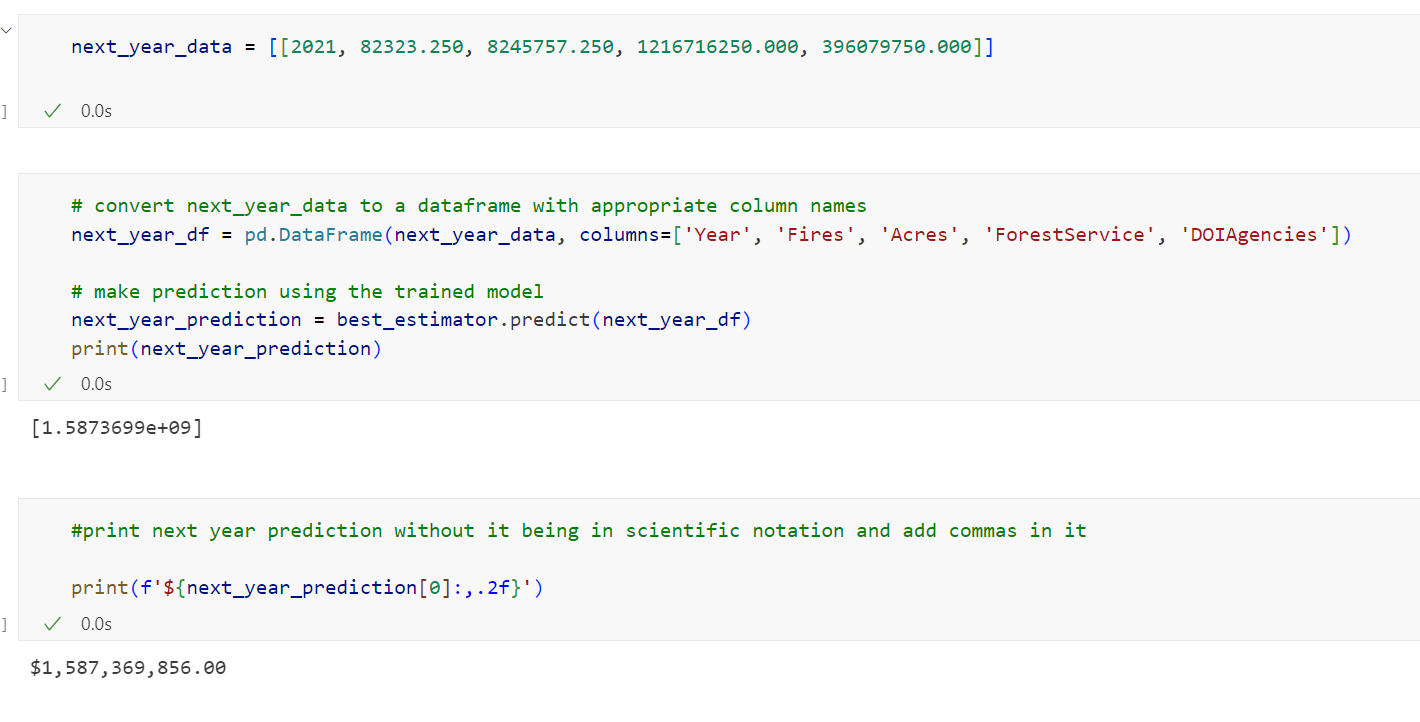 next_year_data = [[2021, 82323.250, 8245757.250, 1216716250.000, 396079750.000]]
] ✓ 0.0s
# convert next_year_data to a dataframe with appropriate column names
next_year_df = pd.DataFrame(next_year_data, columns=['Year', 'Fires', 'Acres', 'ForestService', 'DOIAgencies'])
# make prediction using the trained model
next_year_prediction = best_estimator.predict(next_year_df)
print(next_year_prediction)
] ✓ 0.0s
[1.5873699e+09]
#print next year prediction without it being in scientific notation and add commas in it
print(f'${next_year_prediction[0]:,.2f}')
] ✓ 0.0s
$1,587,369,856.00